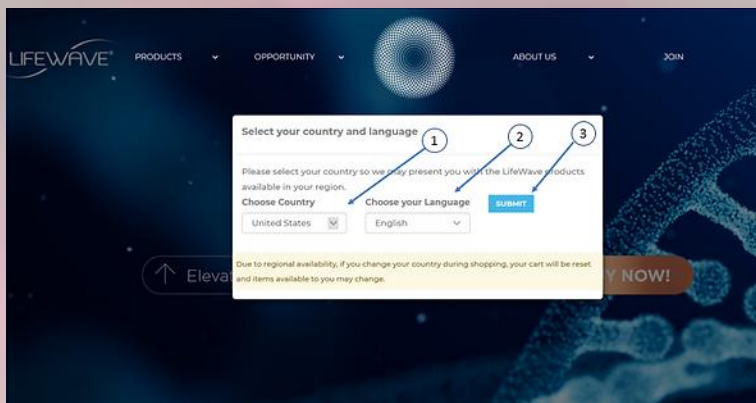 LIFEWAVE®
PRODUCTS OPPORTUNITY ABOUT US JOIN
Select your country and language
1
2
3
Please select your country so we may present you with the LifeWave products
available in your region.
Choose Country Choose your Language SUBMIT
United States English
Due to regional availability, if you change your country during shopping, your cart will be reset
and items available to you may change.
Elevat
Y NOW!